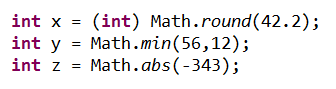 int x = (int) Math.round(42.2);
int y = Math.min(56,12);
int z = Math.abs(-343);